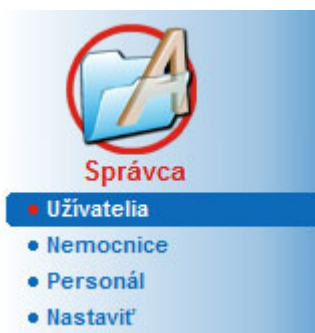 Správca
Užívatelia
Nemocnice
Personál
Nastaviť